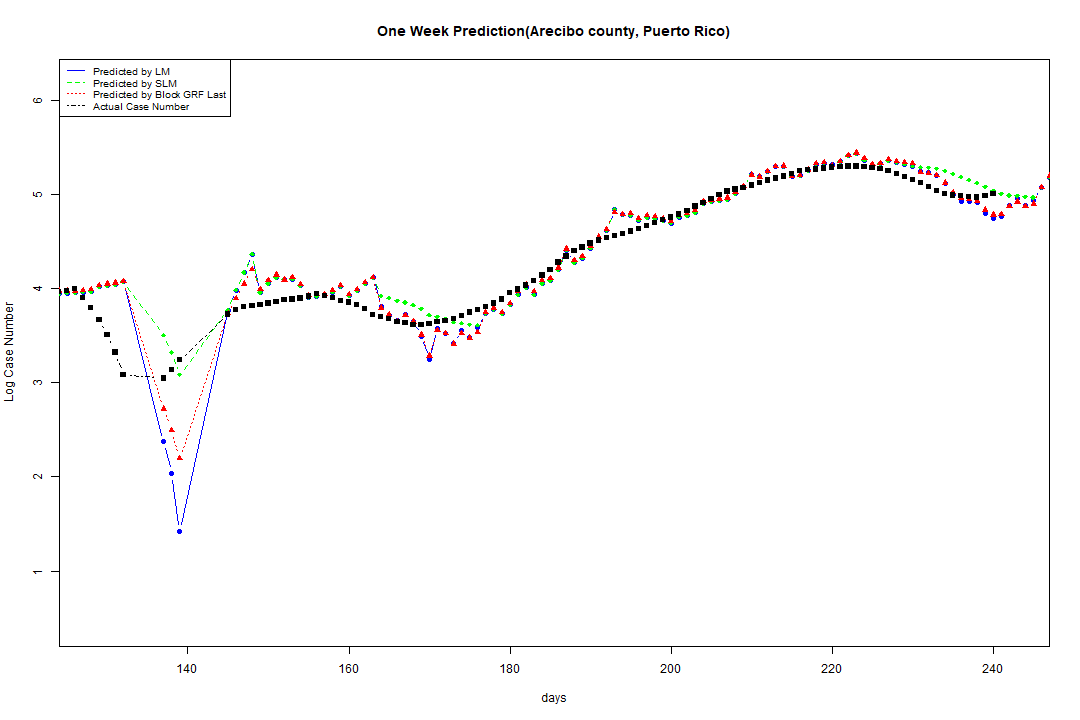 One Week Prediction(Arecibo county, Puerto Rico)
Predicted by LM
Predicted by SLM
Predicted by Block GRF Last
Actual Case Number
Log Case Number
6
5
4
3
2
1
140 160 180 200 220 240
days